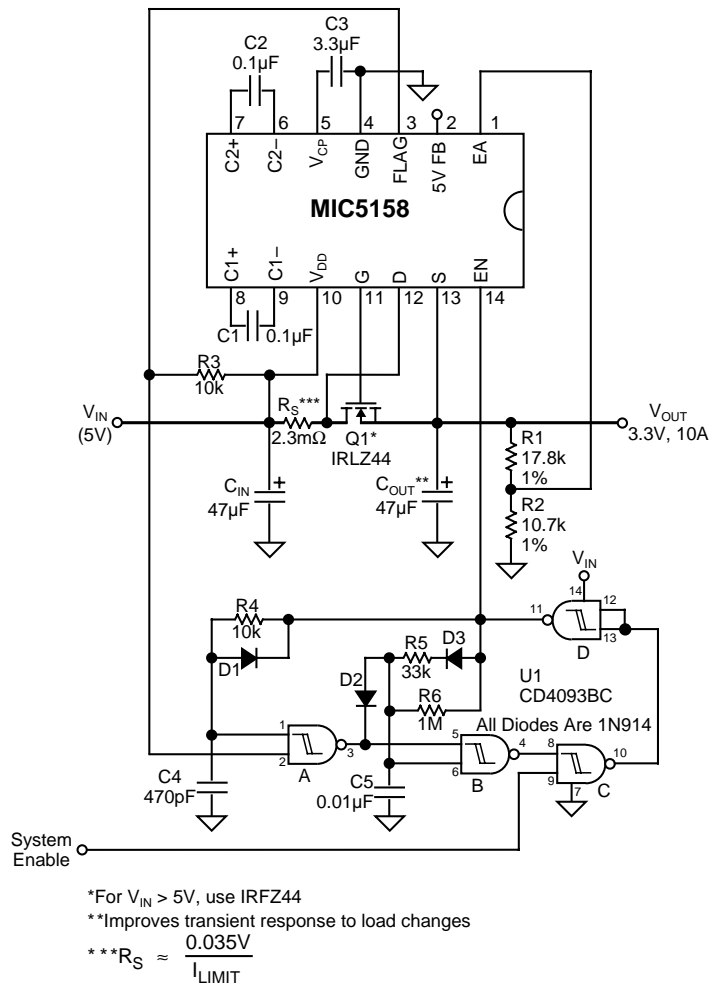 C3
3.3µF
C2
0.1µF
7 6 5 4 3 2 1
C2+ C2– VCP GND FLAG 5V FB EA
MIC5158
C1+ C1– VDD G D S EN
8 9 10 11 12 13 14
C1 0.1µF
R3
10k
VIN
(5V)
RS***
2.3mΩ
Q1*
IRLZ44
VOUT
3.3V, 10A
R1
17.8k
1%
CIN
47µF
COUT**
47µF
R2
10.7k
1%
VIN
14
11 12
13
D
R4
10k
D1
R5
33k
D3
D2
R6
1M
U1
CD4093BC
All Diodes Are 1N914
1
2
3
A
5
6
4
B
8
9
10
7
C
C4
470pF
C5
0.01µF
System
Enable
*For VIN > 5V, use IRFZ44
**Improves transient response to load changes
***RS ≈ 0.035V
ILIMIT